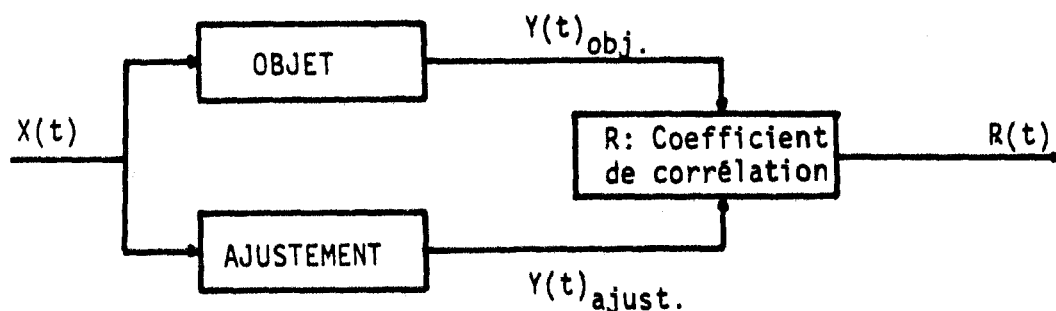 Y(t)obj.
OBJET
X(t)
R: Coefficient
de corrélation
R(t)
AJUSTEMENT
Y(t)ajust.